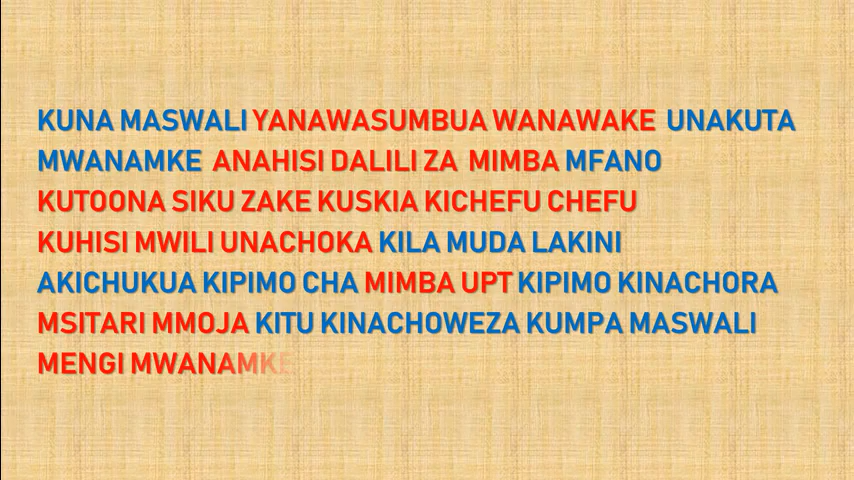 KUNA MASWALI YANAWASUMBUA WANAWAKE UNAKUTA
MWANAMKE ANAHISI DALILI ZA MIMBA MFANO
KUTOONA SIKU ZAKE KUSKIA KICHEFU CHEFU
KUHISI MWILI UNACHOKA KILA MUDA LAKINI
AKICHUKUA KIPIMO CHA MIMBA UPT KIPIMO KINACHORA
MSITARI MMOJA KITU KINACHOWEZA KUMPA MASWALI
MENGI MWANAMKE